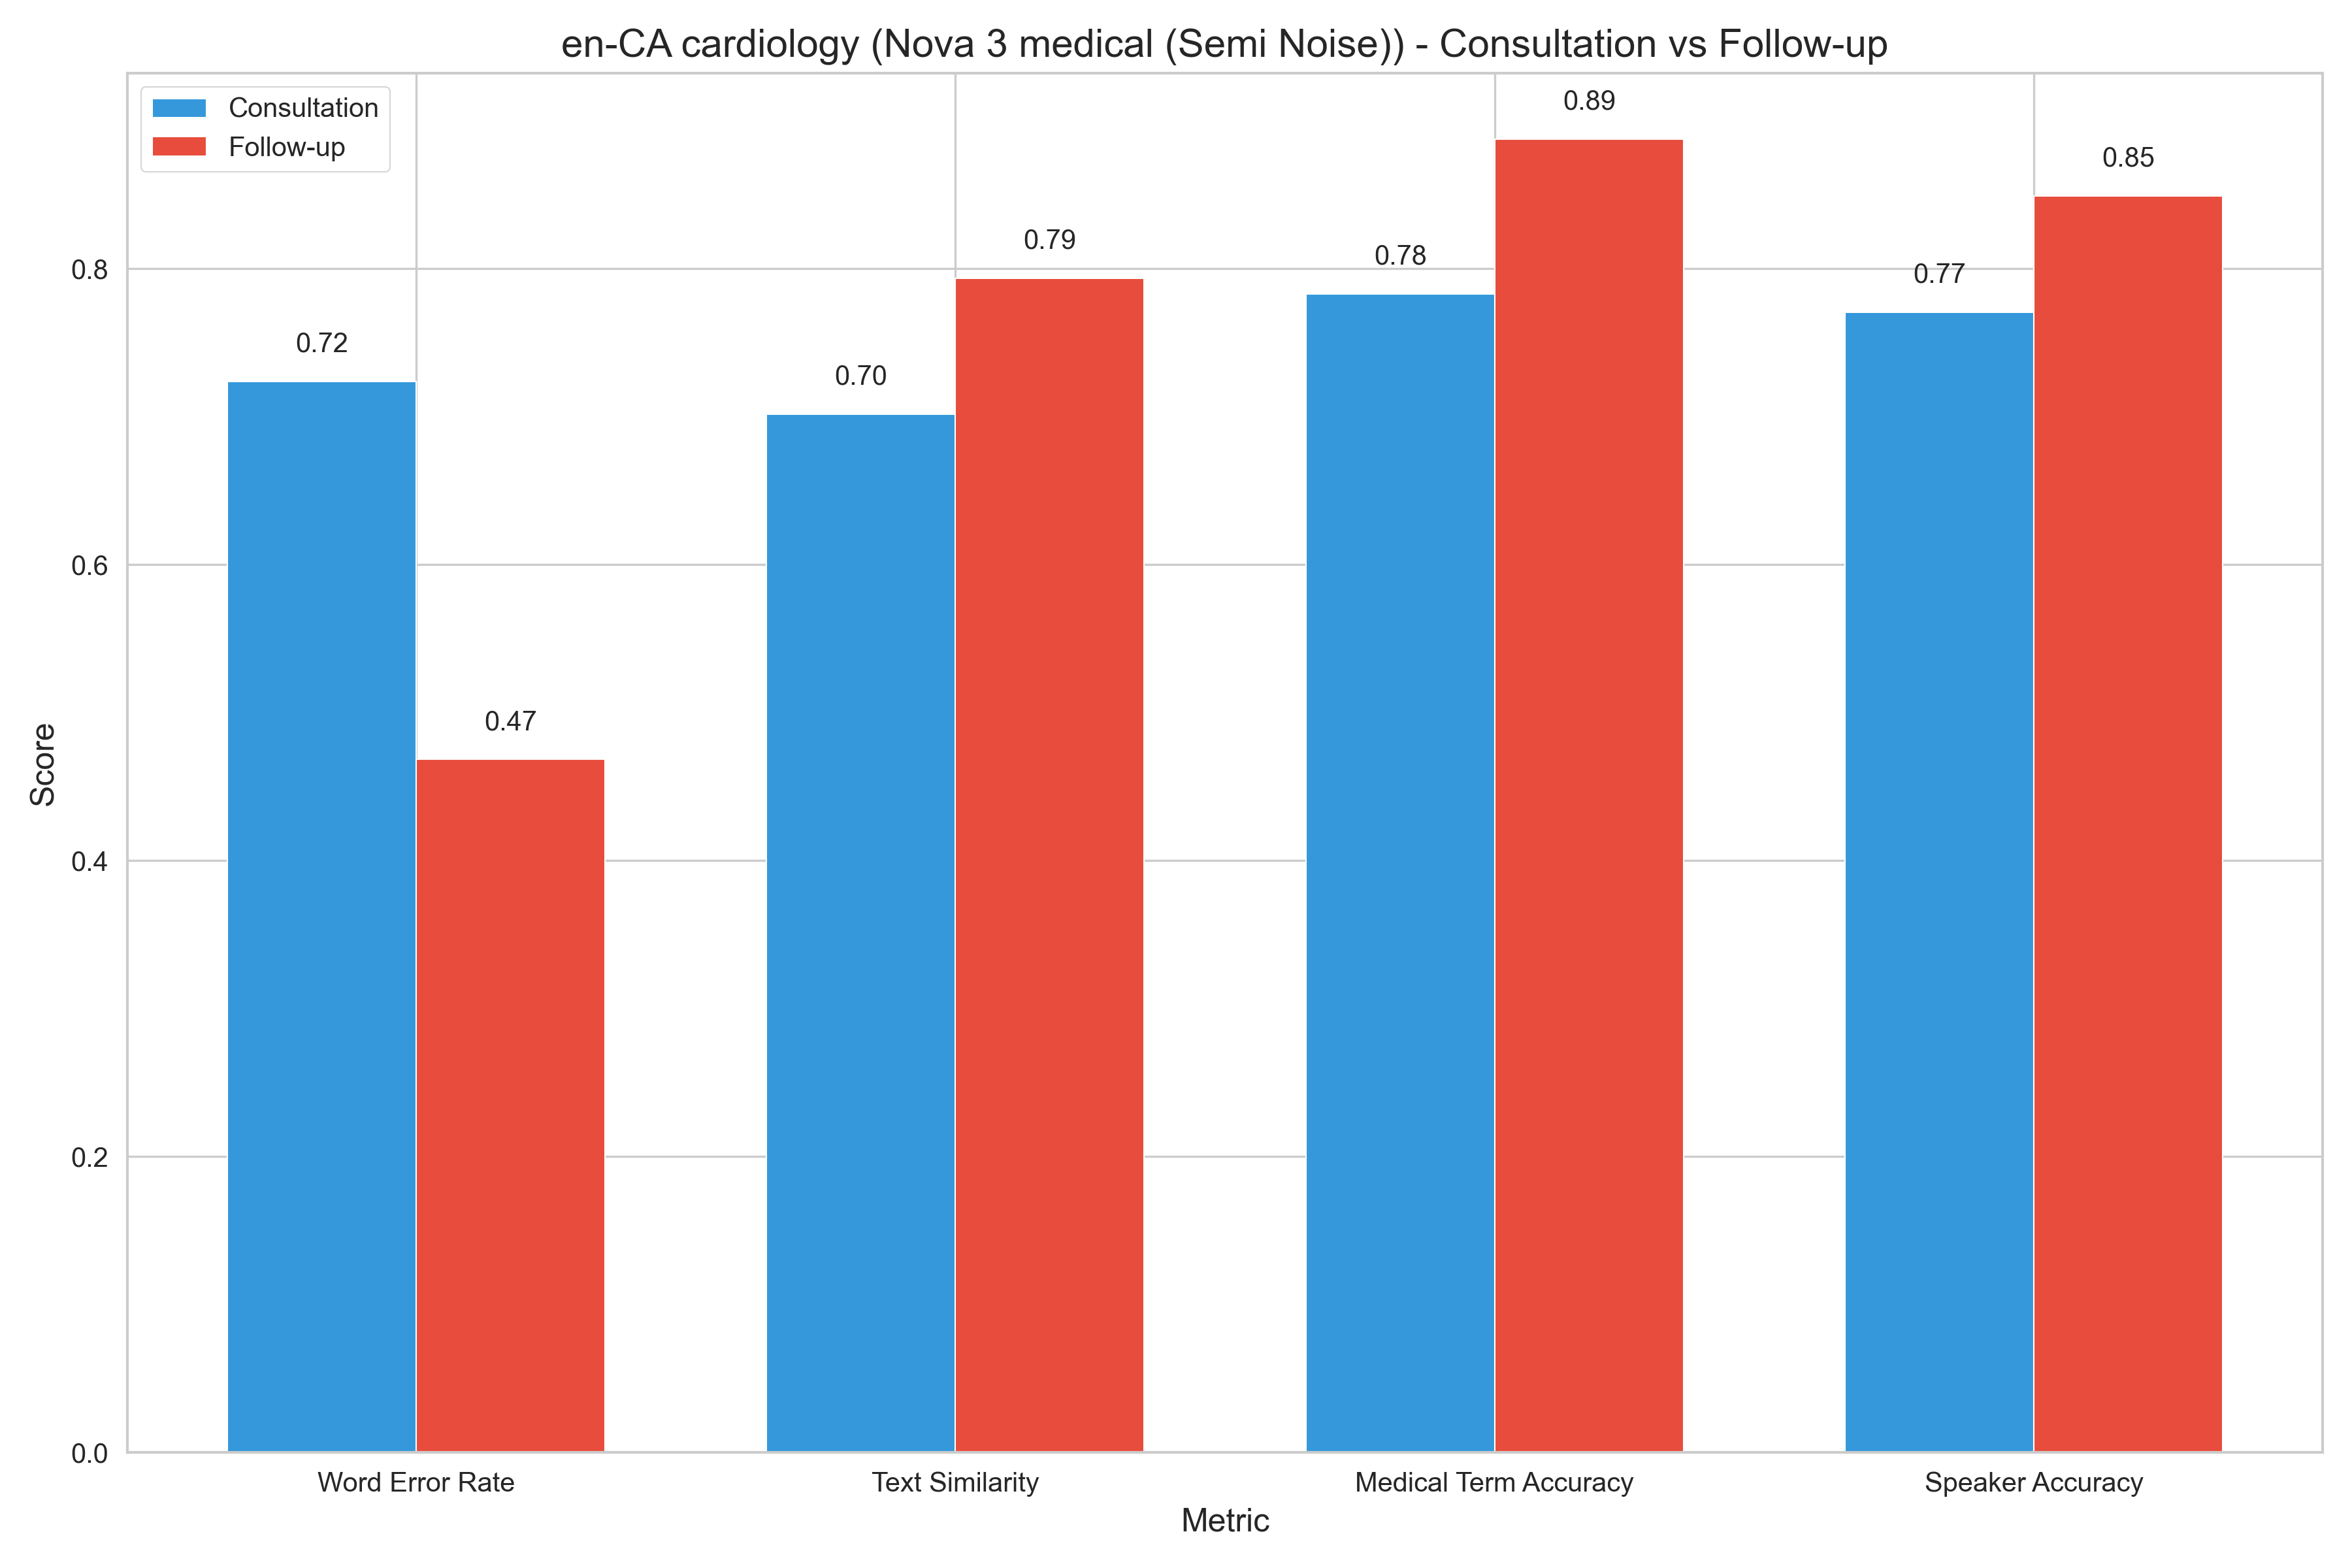 en-CA cardiology (Nova 3 medical (Semi Noise)) - Consultation vs Follow-up
Consultation
Follow-up
0.89
0.85
0.79
0.78
0.77
0.72
0.70
0.47
0.8
0.6
0.4
0.2
0.0
Score
Word Error Rate
Text Similarity
Medical Term Accuracy
Speaker Accuracy
Metric